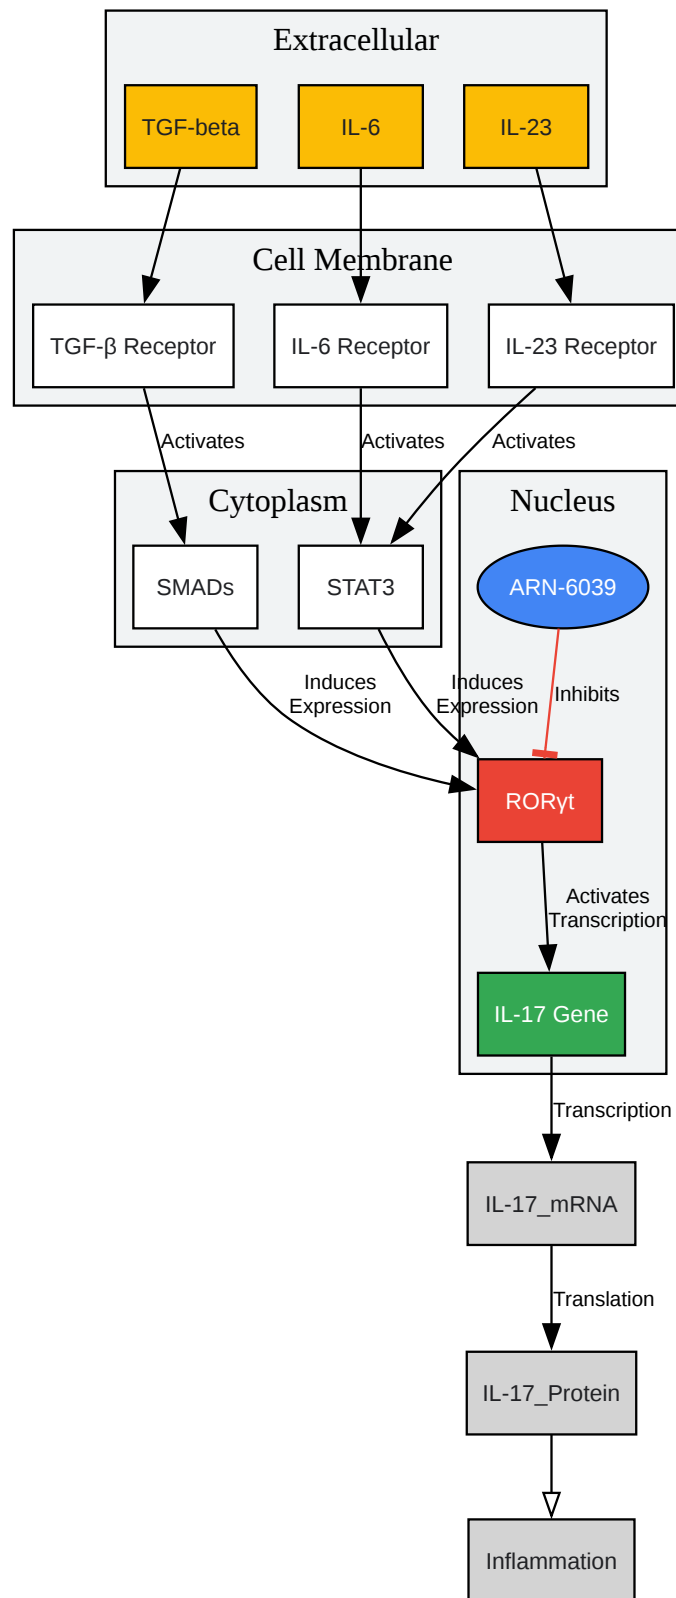 Extracellular
TGF-beta
IL-6
IL-23
Cell Membrane
TGF-β Receptor
IL-6 Receptor
IL-23 Receptor
Activates
Activates
Activates
Cytoplasm
Nucleus
SMADs
STAT3
ARN-6039
Induces
Expression
Induces
Expression
Inhibits
RORγt
Activates
Transcription
IL-17 Gene
Transcription
IL-17_mRNA
Translation
IL-17_Protein
Inflammation